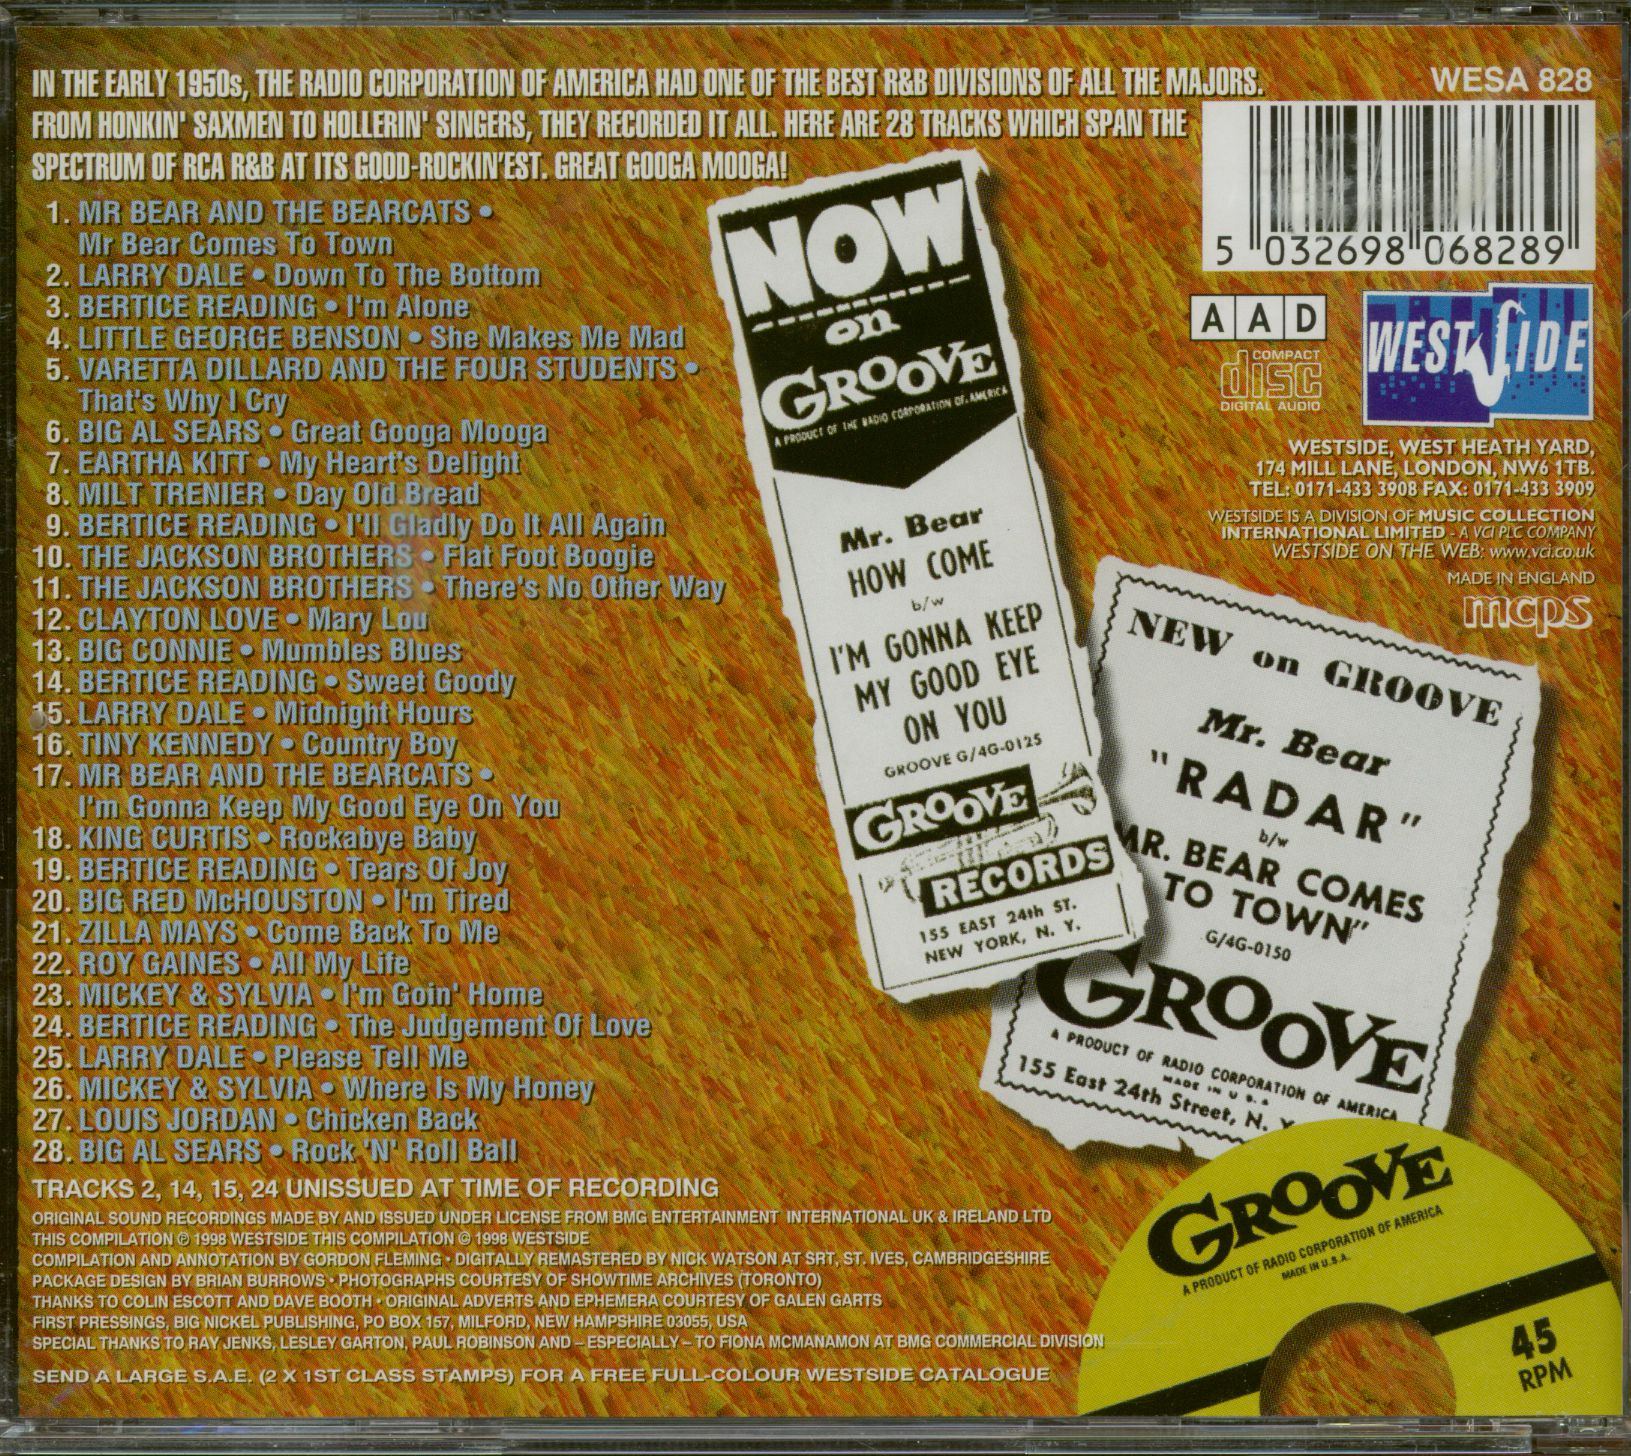 IN THE EARLY 1950s, THE RADIO CORPORATION OF AMERICA HAD ONE OF THE BEST R&B DIVISIONS OF ALL THE MAJORS.
FROM HONKIN' SAXMEN TO HOLLERIN' SINGERS, THEY RECORDED IT ALL. HERE ARE 28 TRACKS WHICH SPAN THE
SPECTRUM OF RCA R&B AT ITS GOOD-ROCKIN'EST. GREAT GOOGA MOOGA!
1. MR BEAR AND THE BEARCATS •
Mr Bear Comes To Town
2. LARRY DALE • Down To The Bottom
3. BERTICE READING • I'm Alone
4. LITTLE GEORGE BENSON • She Makes Me Mad
5. VARETTA DILLARD AND THE FOUR STUDENTS •
That's Why I Cry
6. BIG AL SEARS • Great Googa Mooga
7. EARTHA KITT • My Heart's Delight
8. MILT TRENIER • Day Old Bread
9. BERTICE READING • I'll Gladly Do It All Again
10. THE JACKSON BROTHERS • Flat Foot Boogie
11. THE JACKSON BROTHERS • There's No Other Way
12. CLAYTON LOVE • Mary Lou
13. BIG CONNIE • Mumbles Blues
14. BERTICE READING • Sweet Goody
15. LARRY DALE • Midnight Hours
16. TINY KENNEDY • Country Boy
17. MR BEAR AND THE BEARCATS •
I'm Gonna Keep My Good Eye On You
18. KING CURTIS • Rockabye Baby
19. BERTICE READING • Tears Of Joy
20. BIG RED McHOUSTON • I'm Tired
21. ZILLA MAYS • Come Back To Me
22. ROY GAINES • All My Life
23. MICKEY & SYLVIA • I'm Goin' Home
24. BERTICE READING • The Judgement Of Love
25. LARRY DALE • Please Tell Me
26. MICKEY & SYLVIA • Where Is My Honey
27. LOUIS JORDAN • Chicken Back
28. BIG AL SEARS • Rock 'N' Roll Ball
TRACKS 2, 14, 15, 24 UNISSUED AT TIME OF RECORDING
ORIGINAL SOUND RECORDINGS MADE BY AND ISSUED UNDER LICENSE FROM BMG ENTERTAINMENT INTERNATIONAL UK & IRELAND LTD
THIS COMPILATION ℗ 1998 WESTSIDE THIS COMPILATION © 1998 WESTSIDE
COMPILATION AND ANNOTATION BY GORDON FLEMING • DIGITALLY REMASTERED BY NICK WATSON AT SRT, ST. IVES, CAMBRIDGESHIRE
PACKAGE DESIGN BY BRIAN BURROWS • PHOTOGRAPHS COURTESY OF SHOWTIME ARCHIVES (TORONTO)
THANKS TO COLIN ESCOTT AND DAVE BOOTH • ORIGINAL ADVERTS AND EPHEMERA COURTESY OF GALEN GARTS
FIRST PRESSINGS, BIG NICKEL PUBLISHING, PO BOX 157, MILFORD, NEW HAMPSHIRE 03055, USA
SPECIAL THANKS TO RAY JENKS, LESLEY GARTON, PAUL ROBINSON AND – ESPECIALLY – TO FIONA MCMANAMON AT BMG COMMERCIAL DIVISION
SEND A LARGE S.A.E. (2 X 1ST CLASS STAMPS) FOR A FREE FULL-COLOUR WESTSIDE CATALOGUE
WESA 828
5 032698 068289
AAD
COMPACT
disc
DIGITAL AUDIO
WESTSIDE
WESTSIDE, WEST HEATH YARD,
174 MILL LANE, LONDON, NW6 1TB.
TEL: 0171-433 3908 FAX: 0171-433 3909
WESTSIDE IS A DIVISION OF MUSIC COLLECTION
INTERNATIONAL LIMITED - A VCI PLC COMPANY
WESTSIDE ON THE WEB: www.vci.co.uk
MADE IN ENGLAND
mcps
NOW
on
GROOVE
A PRODUCT OF THE RADIO CORPORATION OF AMERICA
Mr. Bear
HOW COME
b/w
I'M GONNA KEEP
MY GOOD EYE
ON YOU
GROOVE G/4G-0125
GROOVE
RECORDS
155 EAST 24th ST.
NEW YORK, N. Y.
NEW on GROOVE
Mr. Bear
"RADAR"
b/w
MR. BEAR COMES
TO TOWN"
G/4G-0150
GROOVE
A PRODUCT OF RADIO CORPORATION OF AMERICA
MADE IN U.S.A.
155 East 24th Street, N. Y
GROOVE
A PRODUCT OF RADIO CORPORATION OF AMERICA
MADE IN U.S.A.
45
RPM